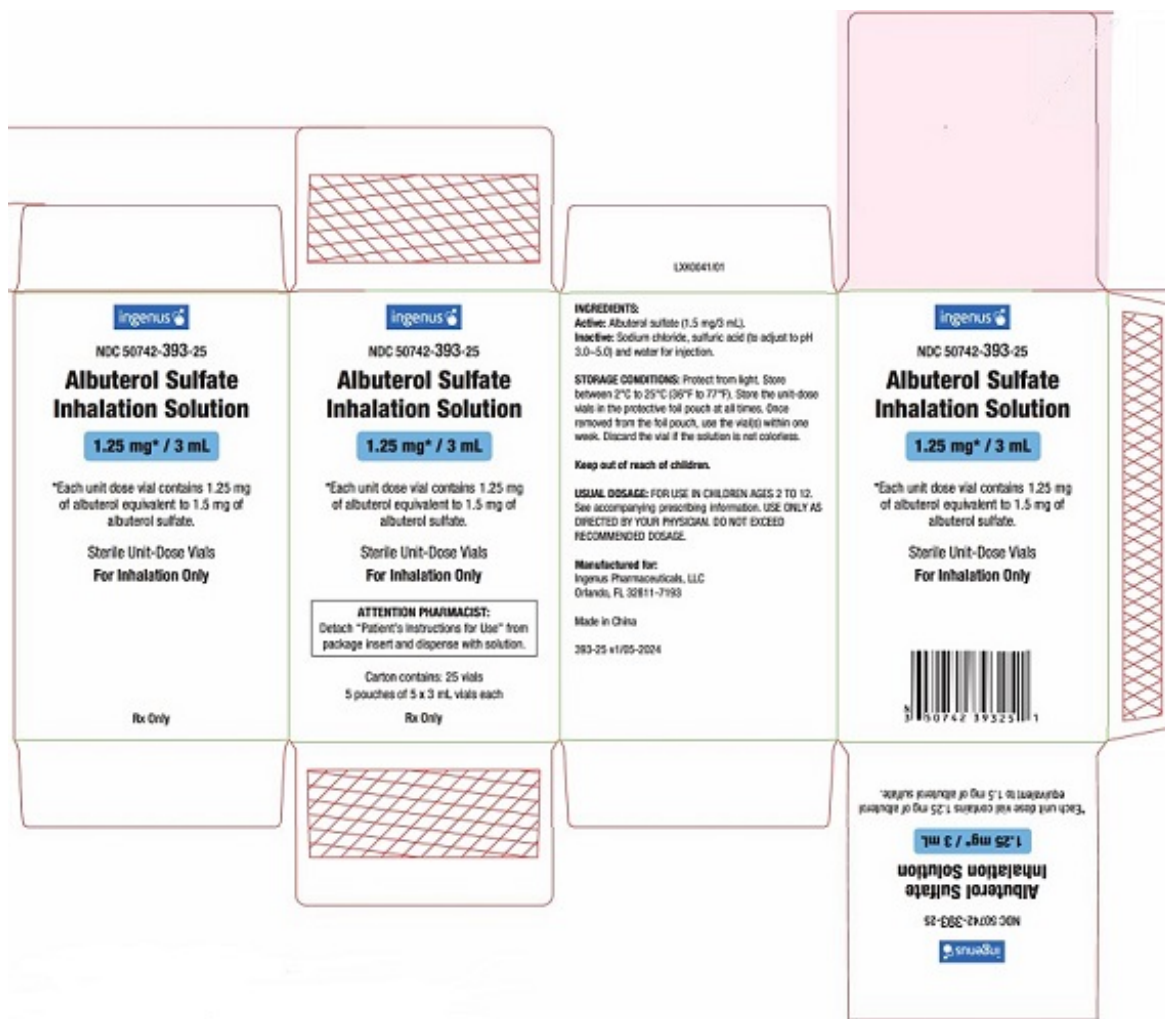 ingenus
NDC 50742-393-25
Albuterol Sulfate
Inhalation Solution
1.25 mg* / 3 mL
*Each unit dose vial contains 1.25 mg
of albuterol equivalent to 1.5 mg of
albuterol sulfate.
Sterile Unit-Dose Vials
For Inhalation Only
Rx Only
ingenus
NDC 50742-393-25
Albuterol Sulfate
Inhalation Solution
1.25 mg* / 3 mL
*Each unit dose vial contains 1.25 mg
of albuterol equivalent to 1.5 mg of
albuterol sulfate.
Sterile Unit-Dose Vials
For Inhalation Only
ATTENTION PHARMACIST:
Detach "Patient's Instructions for Use" from
package insert and dispense with solution.
Carton contains: 25 vials
5 pouches of 5 x 3 mL vials each
Rx Only
LXK0041/01
INGREDIENTS:
Active: Albuterol sulfate (1.5 mg/3 mL).
Inactive: Sodium chloride, sulfuric acid (to adjust to pH
3.0–5.0) and water for injection.
STORAGE CONDITIONS: Protect from light. Store
between 2°C to 25°C (36°F to 77°F). Store the unit-dose
vials in the protective foil pouch at all times. Once
removed from the foil pouch, use the vial(s) within one
week. Discard the vial if the solution is not colorless.
Keep out of reach of children.
USUAL DOSAGE: FOR USE IN CHILDREN AGES 2 TO 12.
See accompanying prescribing information. USE ONLY AS
DIRECTED BY YOUR PHYSICIAN. DO NOT EXCEED
RECOMMENDED DOSAGE.
Manufactured for:
Ingenus Pharmaceuticals, LLC
Orlando, FL 32811-7193
Made in China
393-25 v1/05-2024
ingenus
NDC 50742-393-25
Albuterol Sulfate
Inhalation Solution
1.25 mg* / 3 mL
*Each unit dose vial contains 1.25 mg
of albuterol equivalent to 1.5 mg of
albuterol sulfate.
Sterile Unit-Dose Vials
For Inhalation Only
3 50742 39325 1
ingenus
NDC 50742-393-25
Albuterol Sulfate
Inhalation Solution
1.25 mg* / 3 mL
*Each unit dose vial contains 1.25 mg of albuterol
equivalent to 1.5 mg of albuterol sulfate.